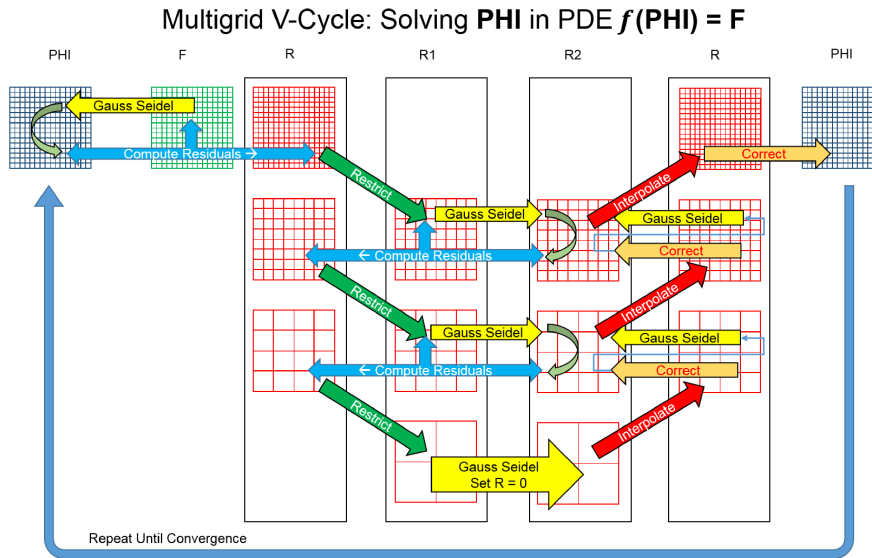 Multigrid V-Cycle: Solving PHI in PDE f(PHI) = F
PHI
F
R
R1
R2
R
PHI
Gauss Seidel
Compute Residuals →
Restrict
Interpolate
Correct
Gauss Seidel
Gauss Seidel
← Compute Residuals
Correct
Restrict
Interpolate
Gauss Seidel
Gauss Seidel
← Compute Residuals
Correct
Restrict
Interpolate
Gauss Seidel
Set R = 0
Repeat Until Convergence